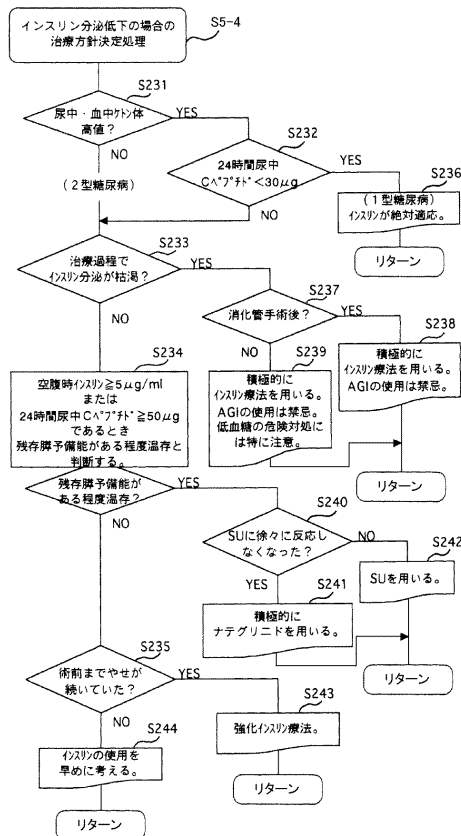 インスリン分泌低下の場合の
治療方針決定処理
S5-4
S231
尿中・血中ケトン体
高値？
YES
NO
（２型糖尿病）
S232
24時間尿中
Cペプチド＜30μg
YES
NO
S236
（１型糖尿病）
インスリンが絶対適応。
リターン
S233
治療過程で
インスリン分泌が枯渇？
YES
NO
S237
消化管手術後？
YES
NO
S238
積極的に
インスリン療法を用いる。
AGIの使用は禁忌。
リターン
S239
積極的に
インスリン療法を用いる。
AGIの使用は禁忌。
低血糖の危険対処に
は特に注意。
S234
空腹時インスリン≧5μg/ml
または
24時間尿中Cペプチド≧50μg
であるとき
残存膵予備能がある程度温存と
判断する。
残存膵予備能が
ある程度温存？
YES
NO
S240
SUに徐々に反応し
なくなった？
NO
YES
S242
SUを用いる。
リターン
S241
積極的に
ナテグリニドを用いる。
S235
術前までやせが
続いていた？
YES
NO
S243
強化インスリン療法。
リターン
S244
インスリンの使用を
早めに考える。
リターン